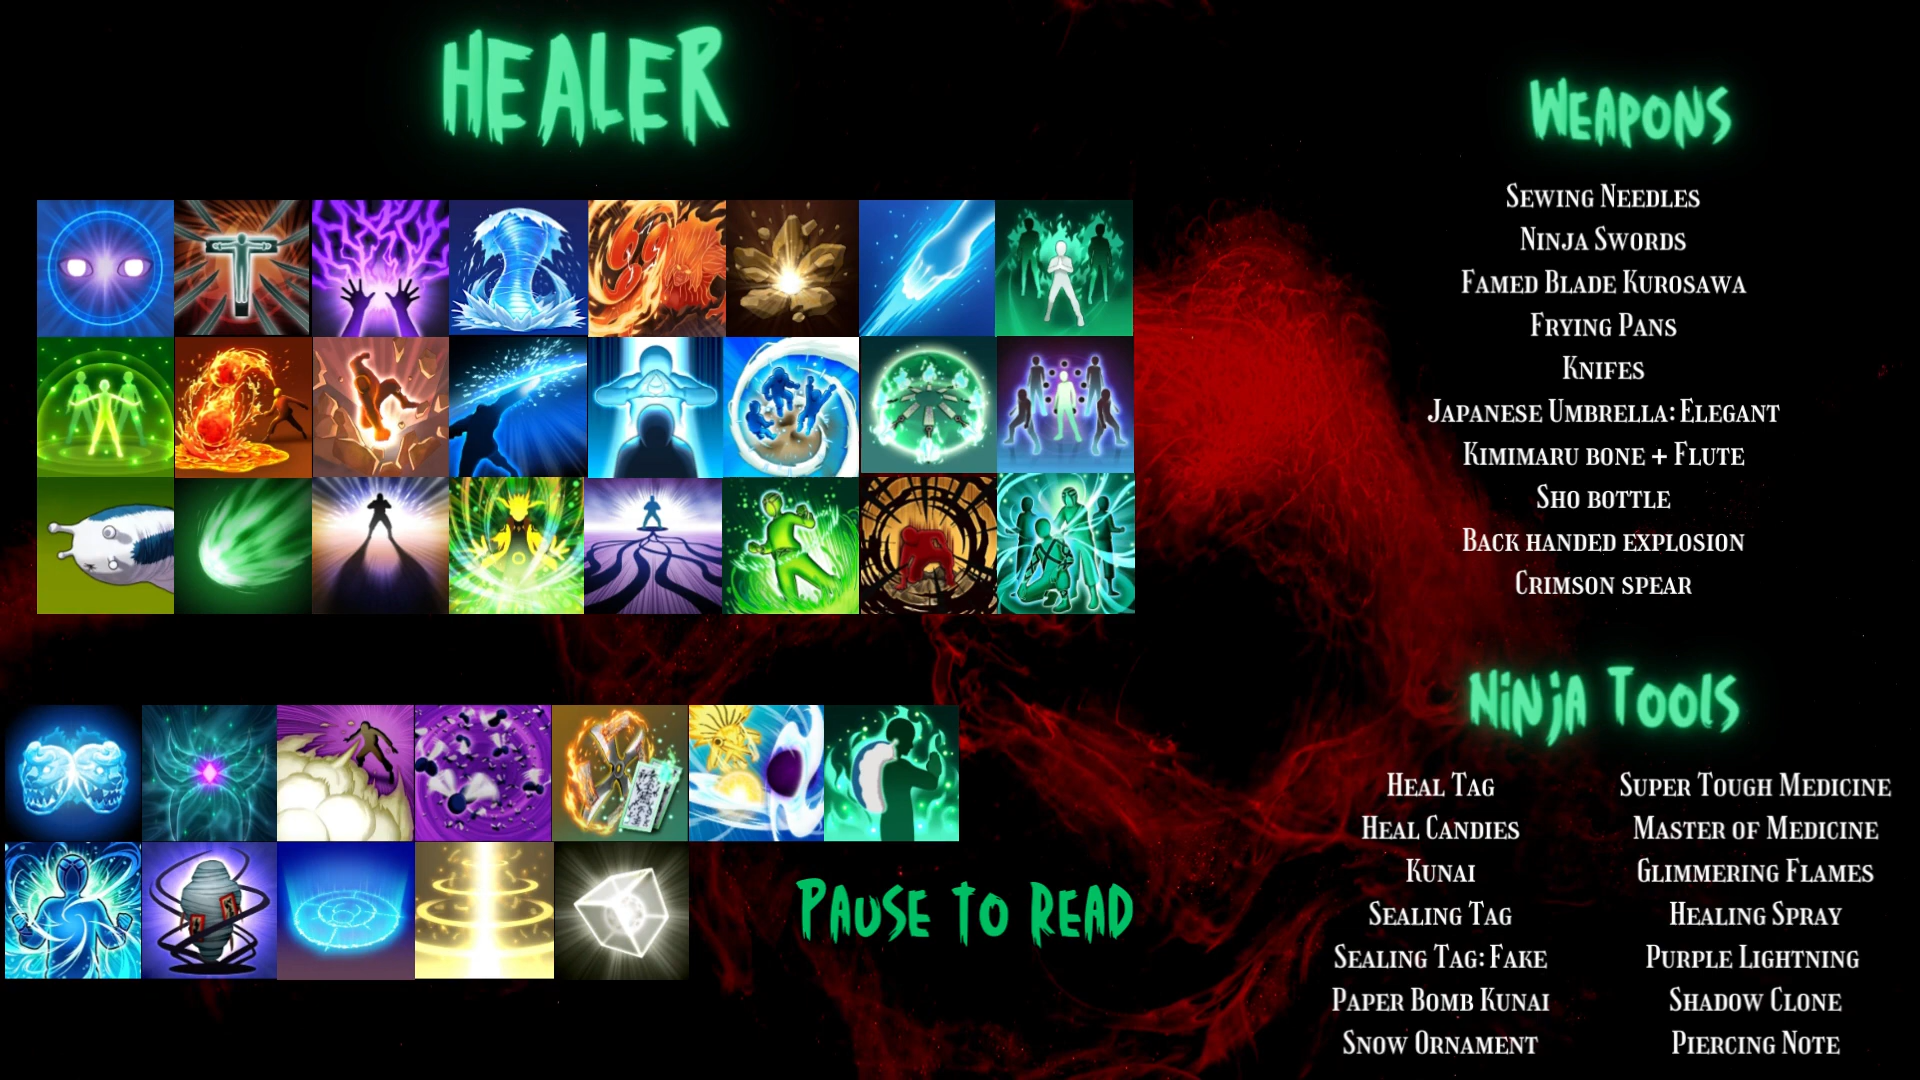 HEALER
WEAPONS
SEWING NEEDLES
NINJA SWORDS
FAMED BLADE KUROSAWA
FRYING PANS
KNIFES
JAPANESE UMBRELLA: ELEGANT
KIMIMARU BONE + FLUTE
SHO BOTTLE
BACK HANDED EXPLOSION
CRIMSON SPEAR
NINJA TOOLS
HEAL TAG
HEAL CANDIES
KUNAI
SEALING TAG
SEALING TAG: FAKE
PAPER BOMB KUNAI
SNOW ORNAMENT
SUPER TOUGH MEDICINE
MASTER OF MEDICINE
GLIMMERING FLAMES
HEALING SPRAY
PURPLE LIGHTNING
SHADOW CLONE
PIERCING NOTE
PAUSE TO READ